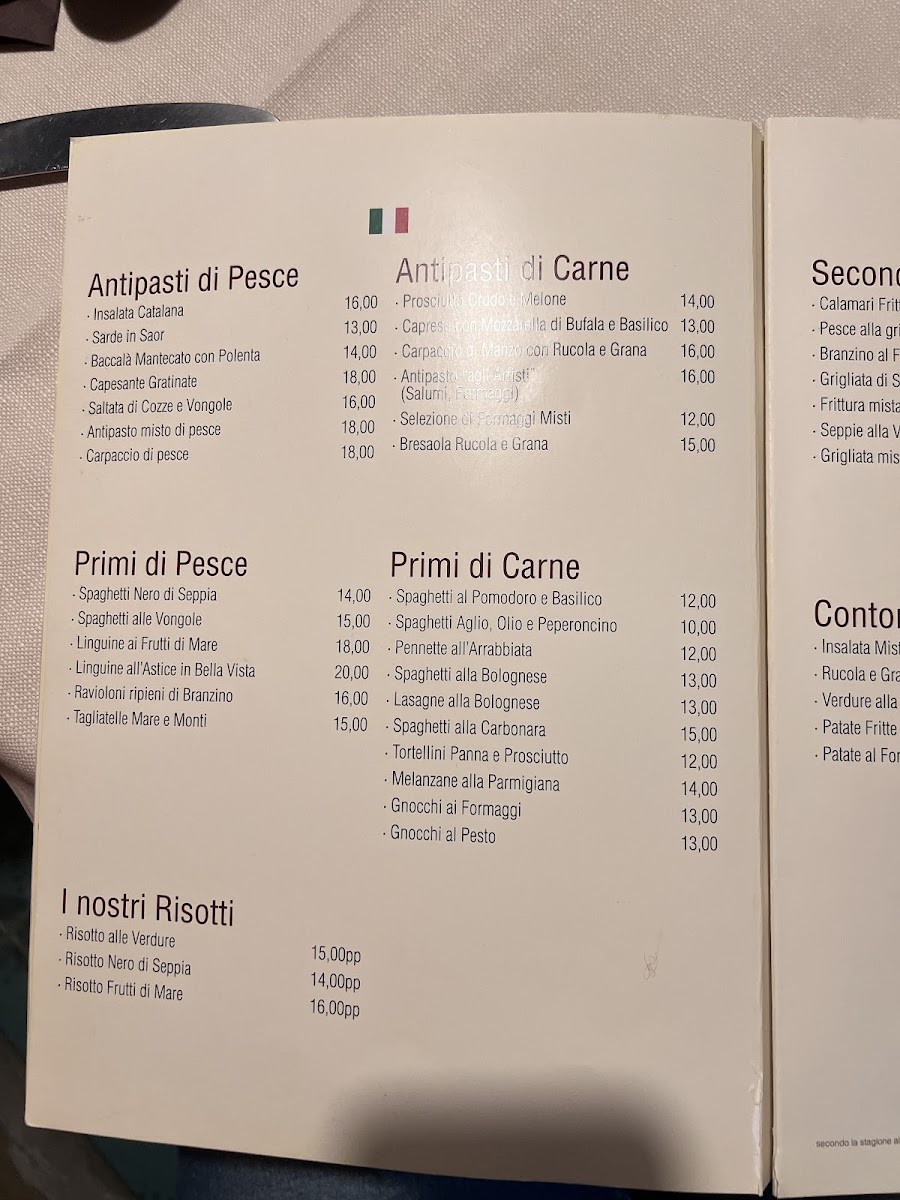 Antipasti di Pesce
· Insalata Catalana 16,00
· Sarde in Saor 13,00
· Baccalà Mantecato con Polenta 14,00
· Capesante Gratinate 18,00
· Saltata di Cozze e Vongole 16,00
· Antipasto misto di pesce 18,00
· Carpaccio di pesce 18,00
Antipasti di Carne
· Prosciutto Crudo e Melone 14,00
· Caprese con Mozzarella di Bufala e Basilico 13,00
· Carpaccio di Manzo con Rucola e Grana 16,00
· Antipasto "agli Artisti" 16,00
(Salumi, Formaggi)
· Selezione di Formaggi Misti 12,00
· Bresaola Rucola e Grana 15,00
Primi di Pesce
· Spaghetti Nero di Seppia 14,00
· Spaghetti alle Vongole 15,00
· Linguine ai Frutti di Mare 18,00
· Linguine all'Astice in Bella Vista 20,00
· Ravioloni ripieni di Branzino 16,00
· Tagliatelle Mare e Monti 15,00
Primi di Carne
· Spaghetti al Pomodoro e Basilico 12,00
· Spaghetti Aglio, Olio e Peperoncino 10,00
· Pennette all'Arrabbiata 12,00
· Spaghetti alla Bolognese 13,00
· Lasagne alla Bolognese 13,00
· Spaghetti alla Carbonara 15,00
· Tortellini Panna e Prosciutto 12,00
· Melanzane alla Parmigiana 14,00
· Gnocchi ai Formaggi 13,00
· Gnocchi al Pesto 13,00
I nostri Risotti
· Risotto alle Verdure 15,00pp
· Risotto Nero di Seppia 14,00pp
· Risotto Frutti di Mare 16,00pp
Second
· Calamari Fritt
· Pesce alla gri
· Branzino al F
· Grigliata di S
· Frittura mista
· Seppie alla V
· Grigliata mis
Contor
· Insalata Mist
· Rucola e Gra
· Verdure alla
· Patate Fritte
· Patate al For
secondo la stagione al